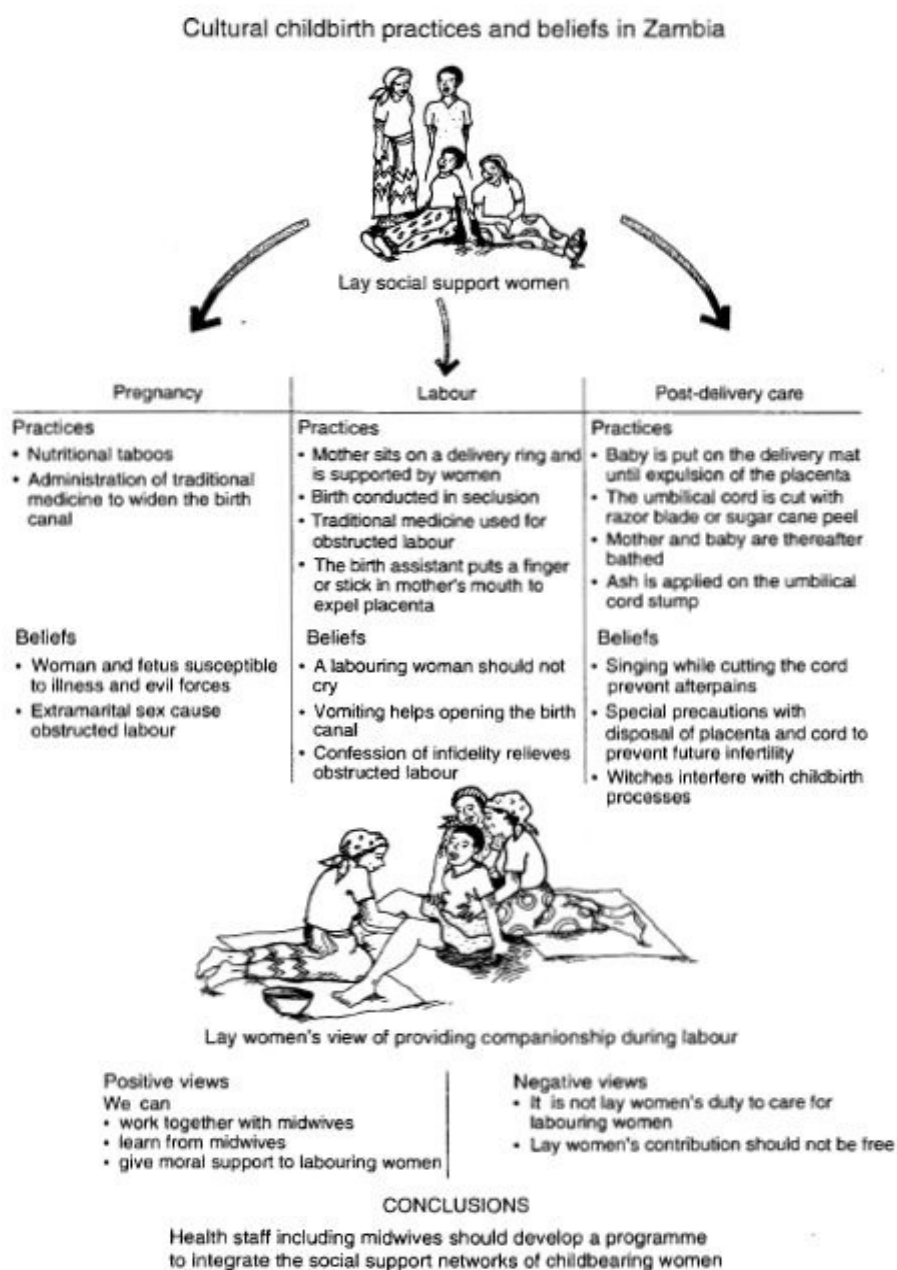 Cultural childbirth practices and beliefs in Zambia
Lay social support women
Pregnancy
Practices
• Nutritional taboos
• Administration of traditional
medicine to widen the birth
canal
Beliefs
• Woman and fetus susceptible
to illness and evil forces
• Extramarital sex cause
obstructed labour
Labour
Practices
• Mother sits on a delivery ring and
is supported by women
• Birth conducted in seclusion
• Traditional medicine used for
obstructed labour
• The birth assistant puts a finger
or stick in mother's mouth to
expel placenta
Beliefs
• A labouring woman should not
cry
• Vomiting helps opening the birth
canal
• Confession of infidelity relieves
obstructed labour
Post-delivery care
Practices
• Baby is put on the delivery mat
until expulsion of the placenta
• The umbilical cord is cut with
razor blade or sugar cane peel
• Mother and baby are thereafter
bathed
• Ash is applied on the umbilical
cord stump
Beliefs
• Singing while cutting the cord
prevent afterpains
• Special precautions with
disposal of placenta and cord to
prevent future infertility
• Witches interfere with childbirth
processes
Lay women's view of providing companionship during labour
Positive views
We can
• work together with midwives
• learn from midwives
• give moral support to labouring women
Negative views
• It is not lay women's duty to care for
labouring women
• Lay women's contribution should not be free
CONCLUSIONS
Health staff including midwives should develop a programme
to integrate the social support networks of childbearing women